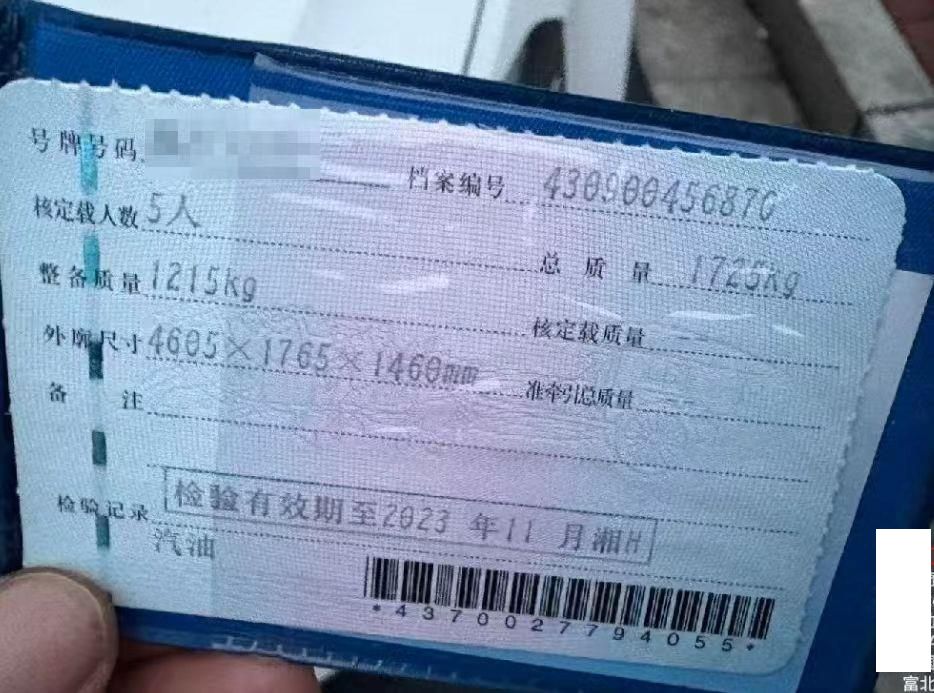 号牌号码
档案编号 430900045687
核定载人数 5人
总质量 1725kg
整备质量 1215kg
核定载质量 --
外廓尺寸 4605×1765×1460mm
准牵引总质量
备注
检验记录 检验有效期至2023年11月湘H
汽油
*4370027794055*
富北